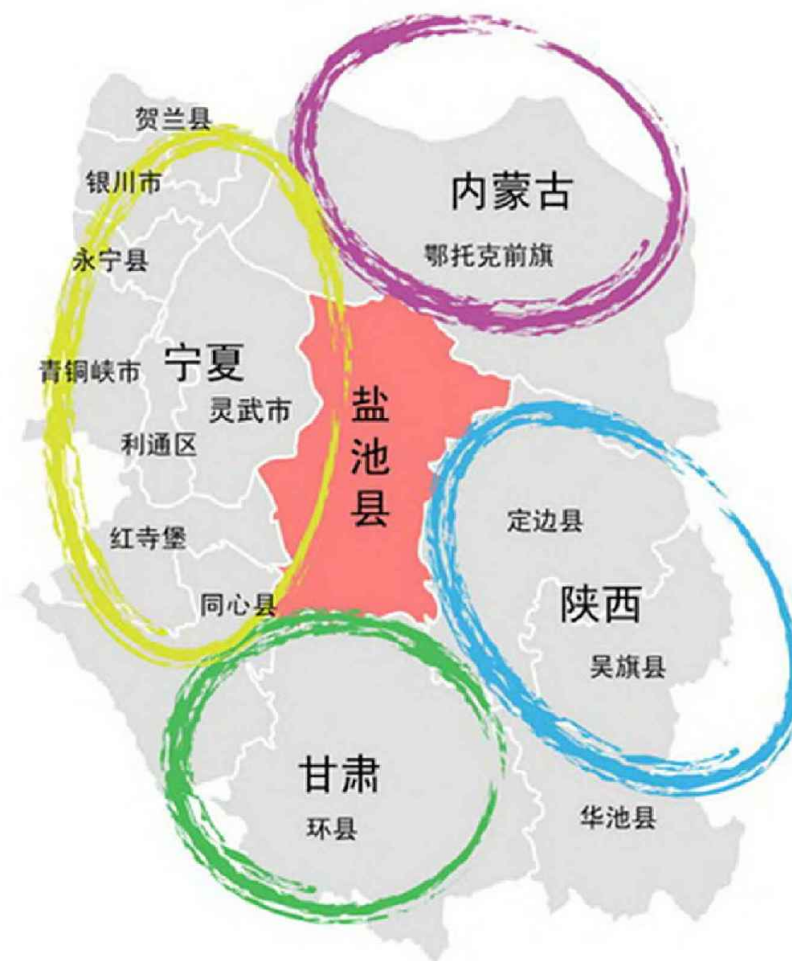 贺兰县
银川市
内蒙古
鄂托克前旗
永宁县
宁夏
青铜峡市
灵武市
利通区
盐池县
定边县
红寺堡
同心县
陕西
吴旗县
甘肃
环县
华池县